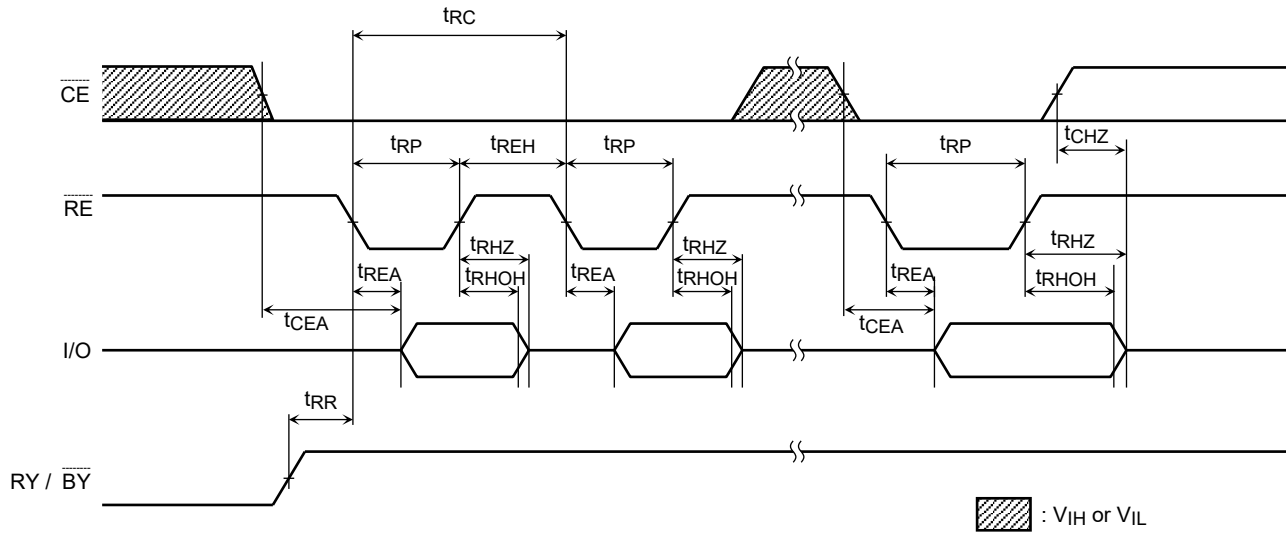 tRC
CE
tRP tREH tRP tRP tCHZ
RE
tRHZ tRHZ tRHZ
tREA tRHOH tREA tRHOH tREA tRHOH
tCEA tCEA
I/O
tRR
RY / BY
: VIH or VIL